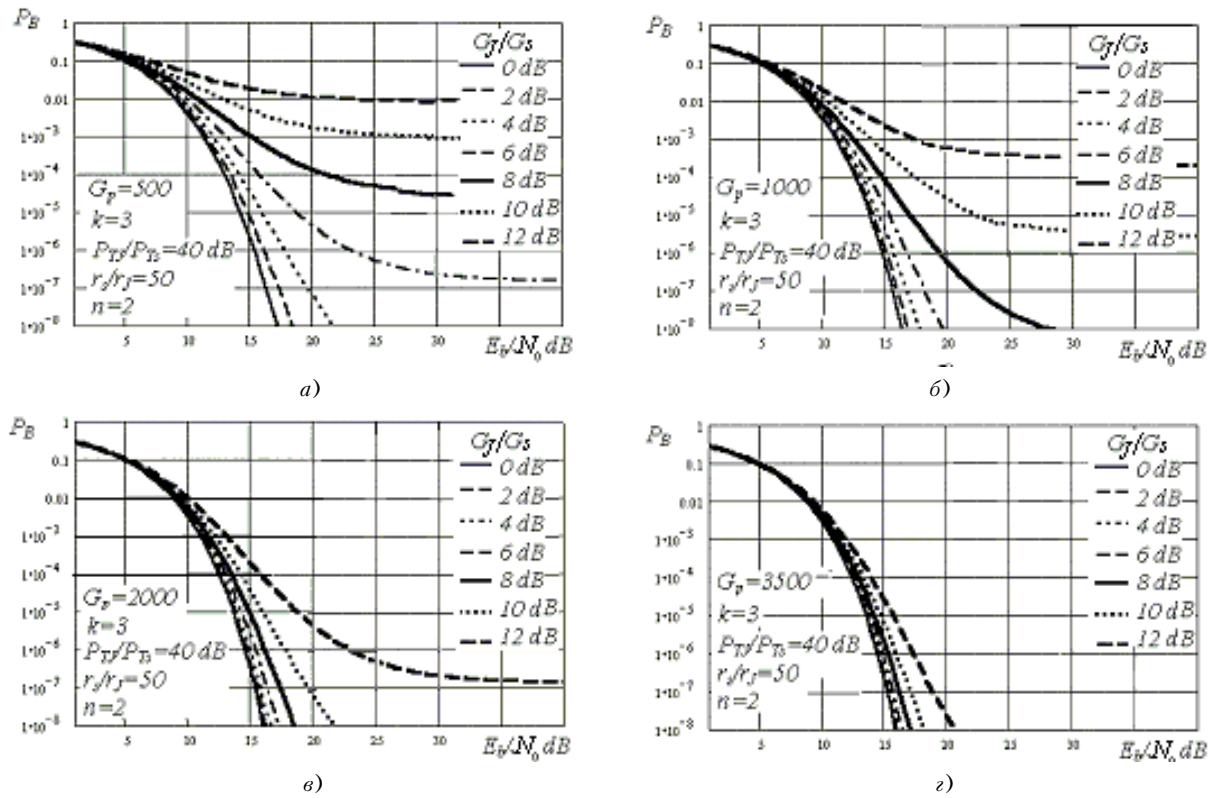 P_B
1
0.1
0.01
1*10⁻³
1*10⁻⁴
1*10⁻⁵
1*10⁻⁶
1*10⁻⁷
1*10⁻⁸
G_J/G_S
0 dB
2 dB
4 dB
6 dB
8 dB
10 dB
12 dB
G_p=500
k=3
P_TJ/P_Ts=40 dB
r_s/r_J=50
n=2
5 10 15 20 25 30
E_b/N_0 dB
а)
P_B
1
0.1
0.01
1*10⁻³
1*10⁻⁴
1*10⁻⁵
1*10⁻⁶
1*10⁻⁷
1*10⁻⁸
G_J/G_S
0 dB
2 dB
4 dB
6 dB
8 dB
10 dB
12 dB
G_p=1000
k=3
P_TJ/P_Ts=40 dB
r_s/r_J=50
n=2
5 10 15 20 25 30
E_b/N_0 dB
б)
P_B
1
0.1
0.01
1*10⁻³
1*10⁻⁴
1*10⁻⁵
1*10⁻⁶
1*10⁻⁷
1*10⁻⁸
G_J/G_S
0 dB
2 dB
4 dB
6 dB
8 dB
10 dB
12 dB
G_p=2000
k=3
P_TJ/P_Ts=40 dB
r_s/r_J=50
n=2
5 10 15 20 25 30
E_b/N_0 dB
в)
P_B
1
0.1
0.01
1*10⁻³
1*10⁻⁴
1*10⁻⁵
1*10⁻⁶
1*10⁻⁷
1*10⁻⁸
G_J/G_S
0 dB
2 dB
4 dB
6 dB
8 dB
10 dB
12 dB
G_p=3500
k=3
P_TJ/P_Ts=40 dB
r_s/r_J=50
n=2
5 10 15 20 25 30
E_b/N_0 dB
г)